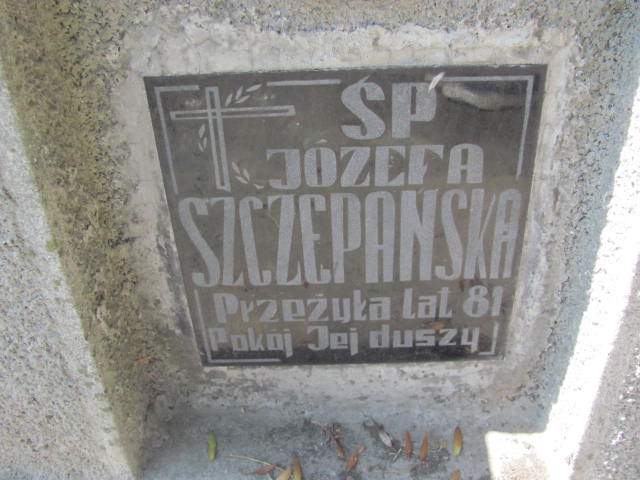 ŚP
JÓZEFA
SZCZEPAŃSKA
Przeżyła lat 81
Pokój Jej duszy